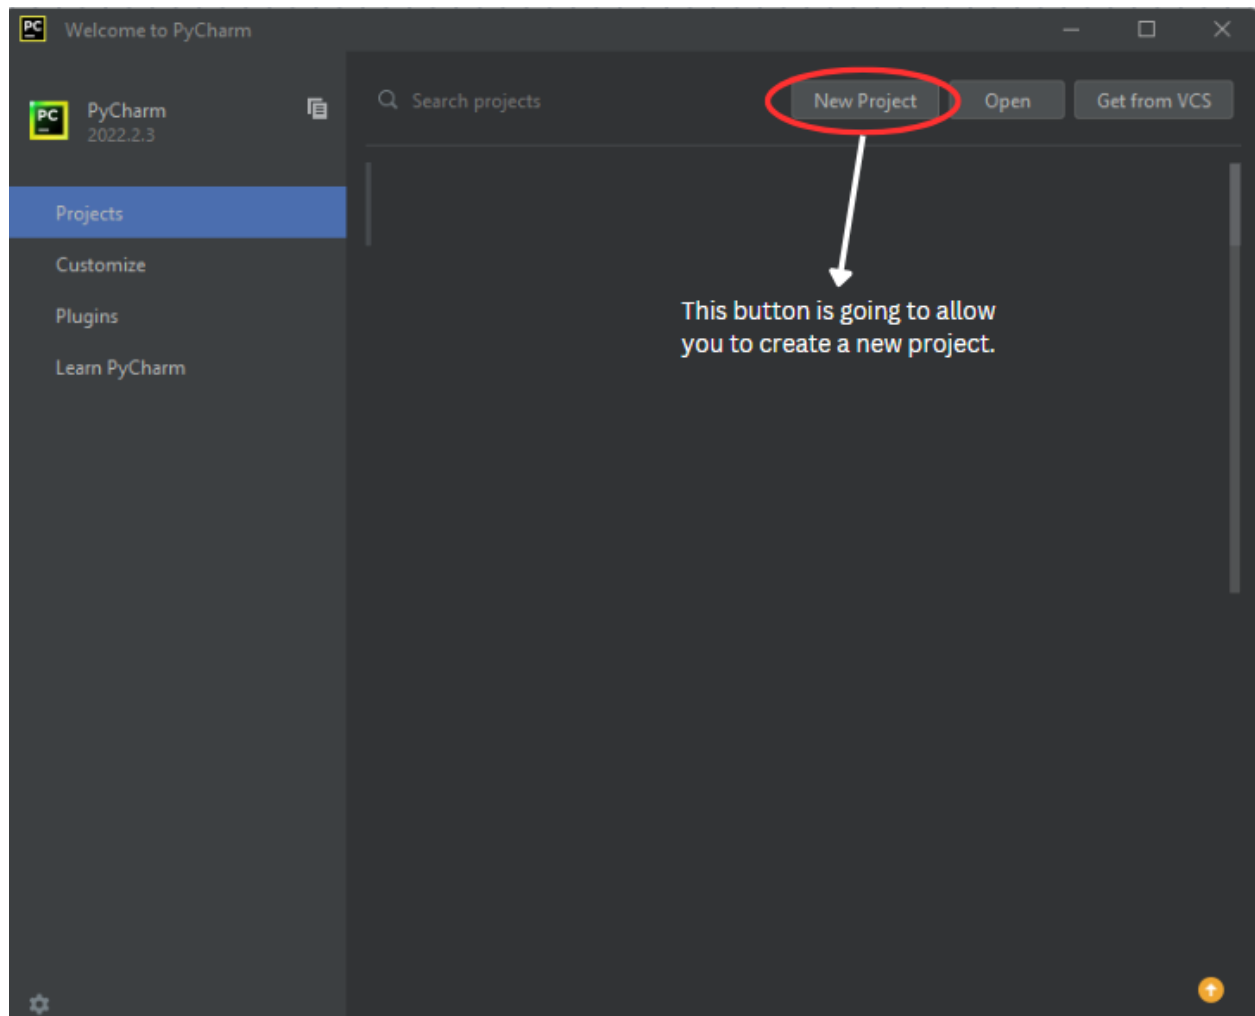 PC Welcome to PyCharm
PC PyCharm
2022.2.3
Search projects New Project Open Get from VCS
Projects
Customize
Plugins
Learn PyCharm
This button is going to allow
you to create a new project.